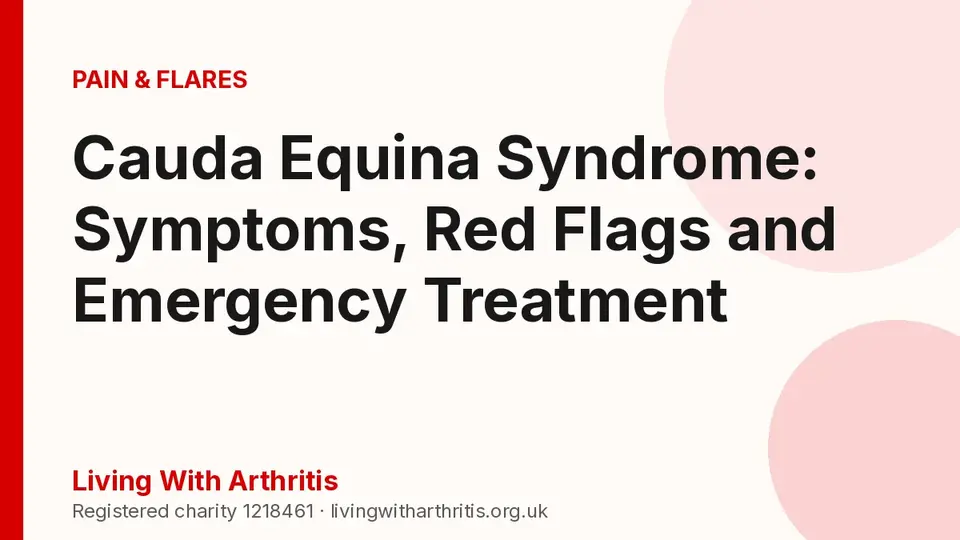 PAIN & FLARES
Cauda Equina Syndrome:
Symptoms, Red Flags and
Emergency Treatment
Living With Arthritis
Registered charity 1218461 · livingwitharthritis.org.uk